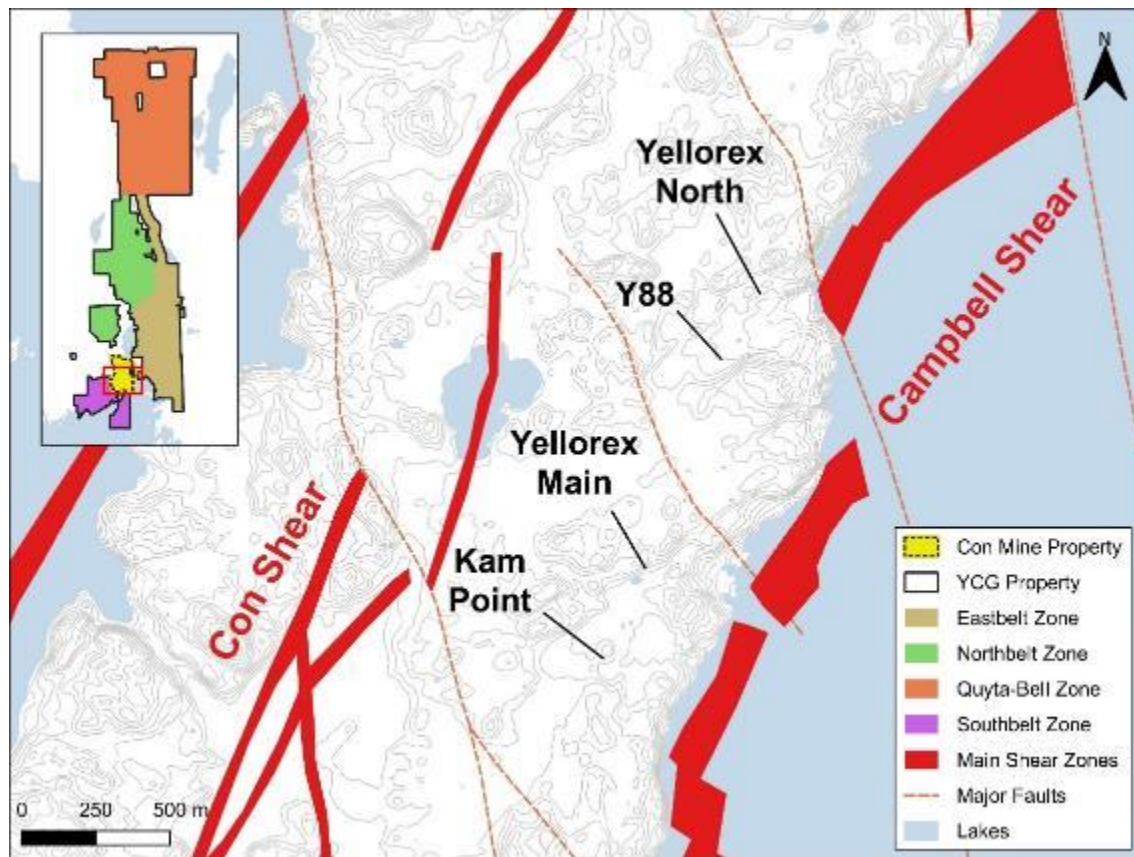 N
Yellorex
North
Y88
Campbell Shear
Yellorex
Main
Con Shear
Kam
Point
Con Mine Property
YCG Property
Eastbelt Zone
Northbelt Zone
Quyta-Bell Zone
Southbelt Zone
Main Shear Zones
Major Faults
Lakes
0 250 500 m